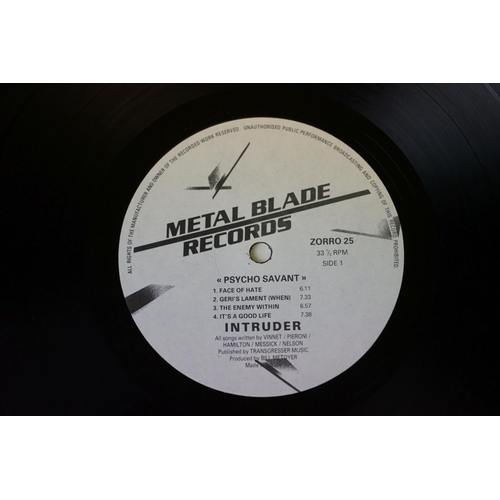 ALL RIGHTS OF THE MANUFACTURER AND OWNER OF THE RECORDED WORK RESERVED. UNAUTHORISED PUBLIC PERFORMANCE BROADCASTING AND COPYING OF THIS RECORD PROHIBITED
METAL BLADE
RECORDS
ZORRO 25
33 ⅓ RPM
SIDE 1
« PSYCHO SAVANT »
1. FACE OF HATE 6.11
2. GERI'S LAMENT (WHEN) 7.33
3. THE ENEMY WITHIN 6.57
4. IT'S A GOOD LIFE 7.38
INTRUDER
All songs written by VINNET / PIERONI /
HAMILTON / MESSICK / NELSON
Published by TRANSGRESSER MUSIC
Produced by BILL METOYER
Made